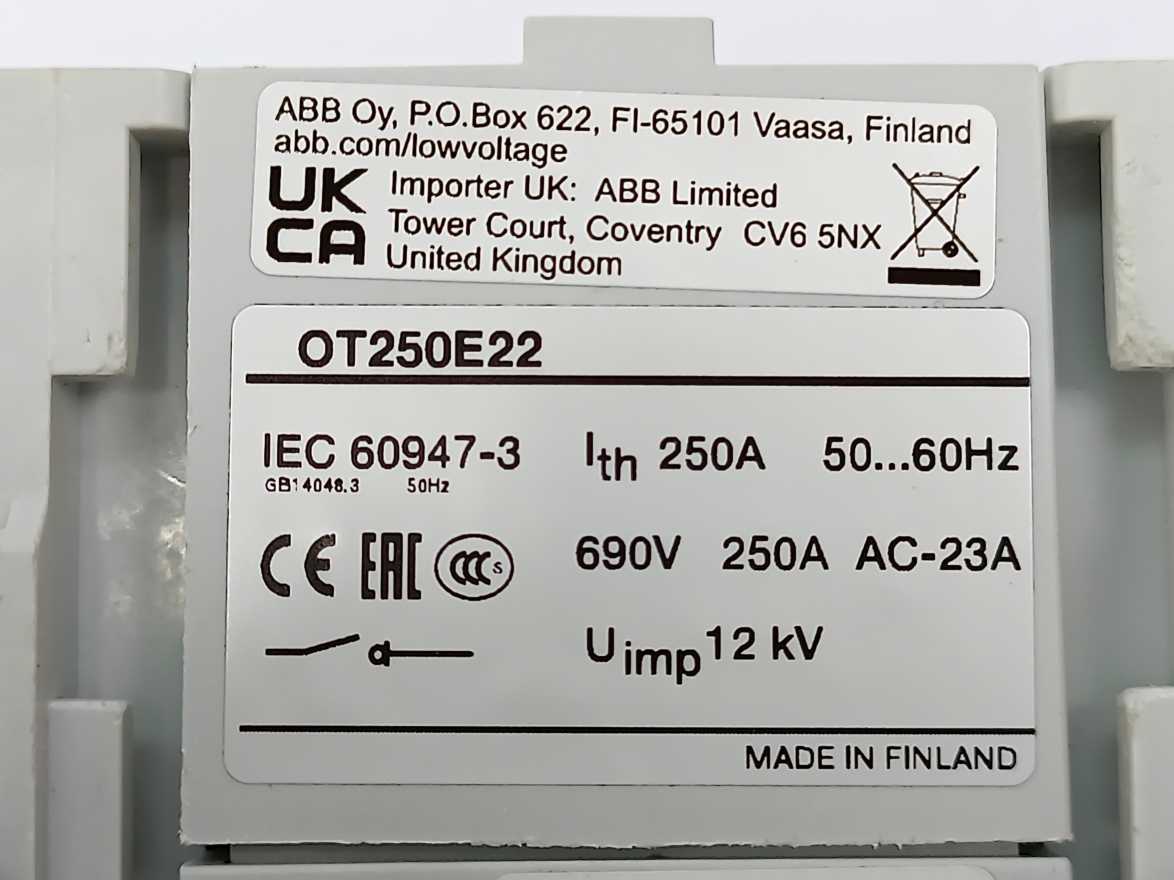 ABB Oy, P.O.Box 622, FI-65101 Vaasa, Finland
abb.com/lowvoltage
UK
CA
Importer UK: ABB Limited
Tower Court, Coventry CV6 5NX
United Kingdom
OT250E22
IEC 60947-3 Ith 250A 50...60Hz
GB14048.3 50Hz
CE EAC CCC S 690V 250A AC-23A
Uimp 12 kV
MADE IN FINLAND